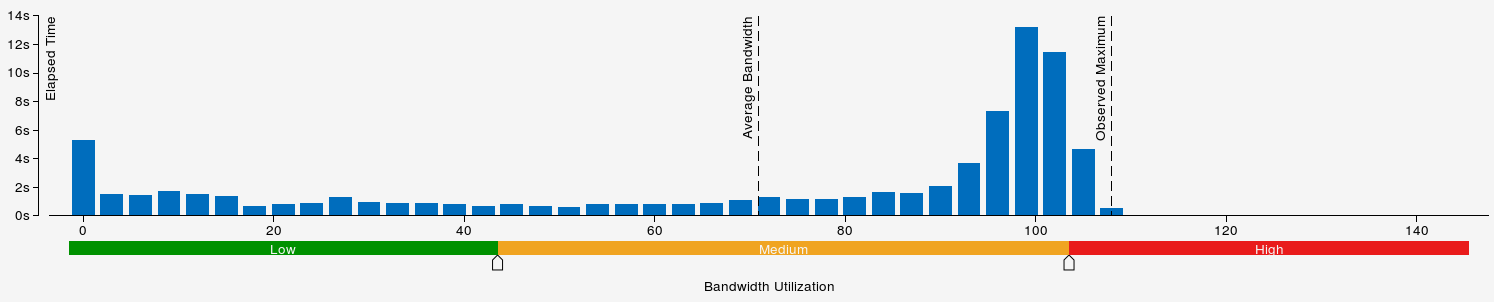 14s
12s
10s
8s
6s
4s
2s
0s
Elapsed Time
Average Bandwidth
Observed Maximum
0 20 40 60 80 100 120 140
Low Medium High
Bandwidth Utilization